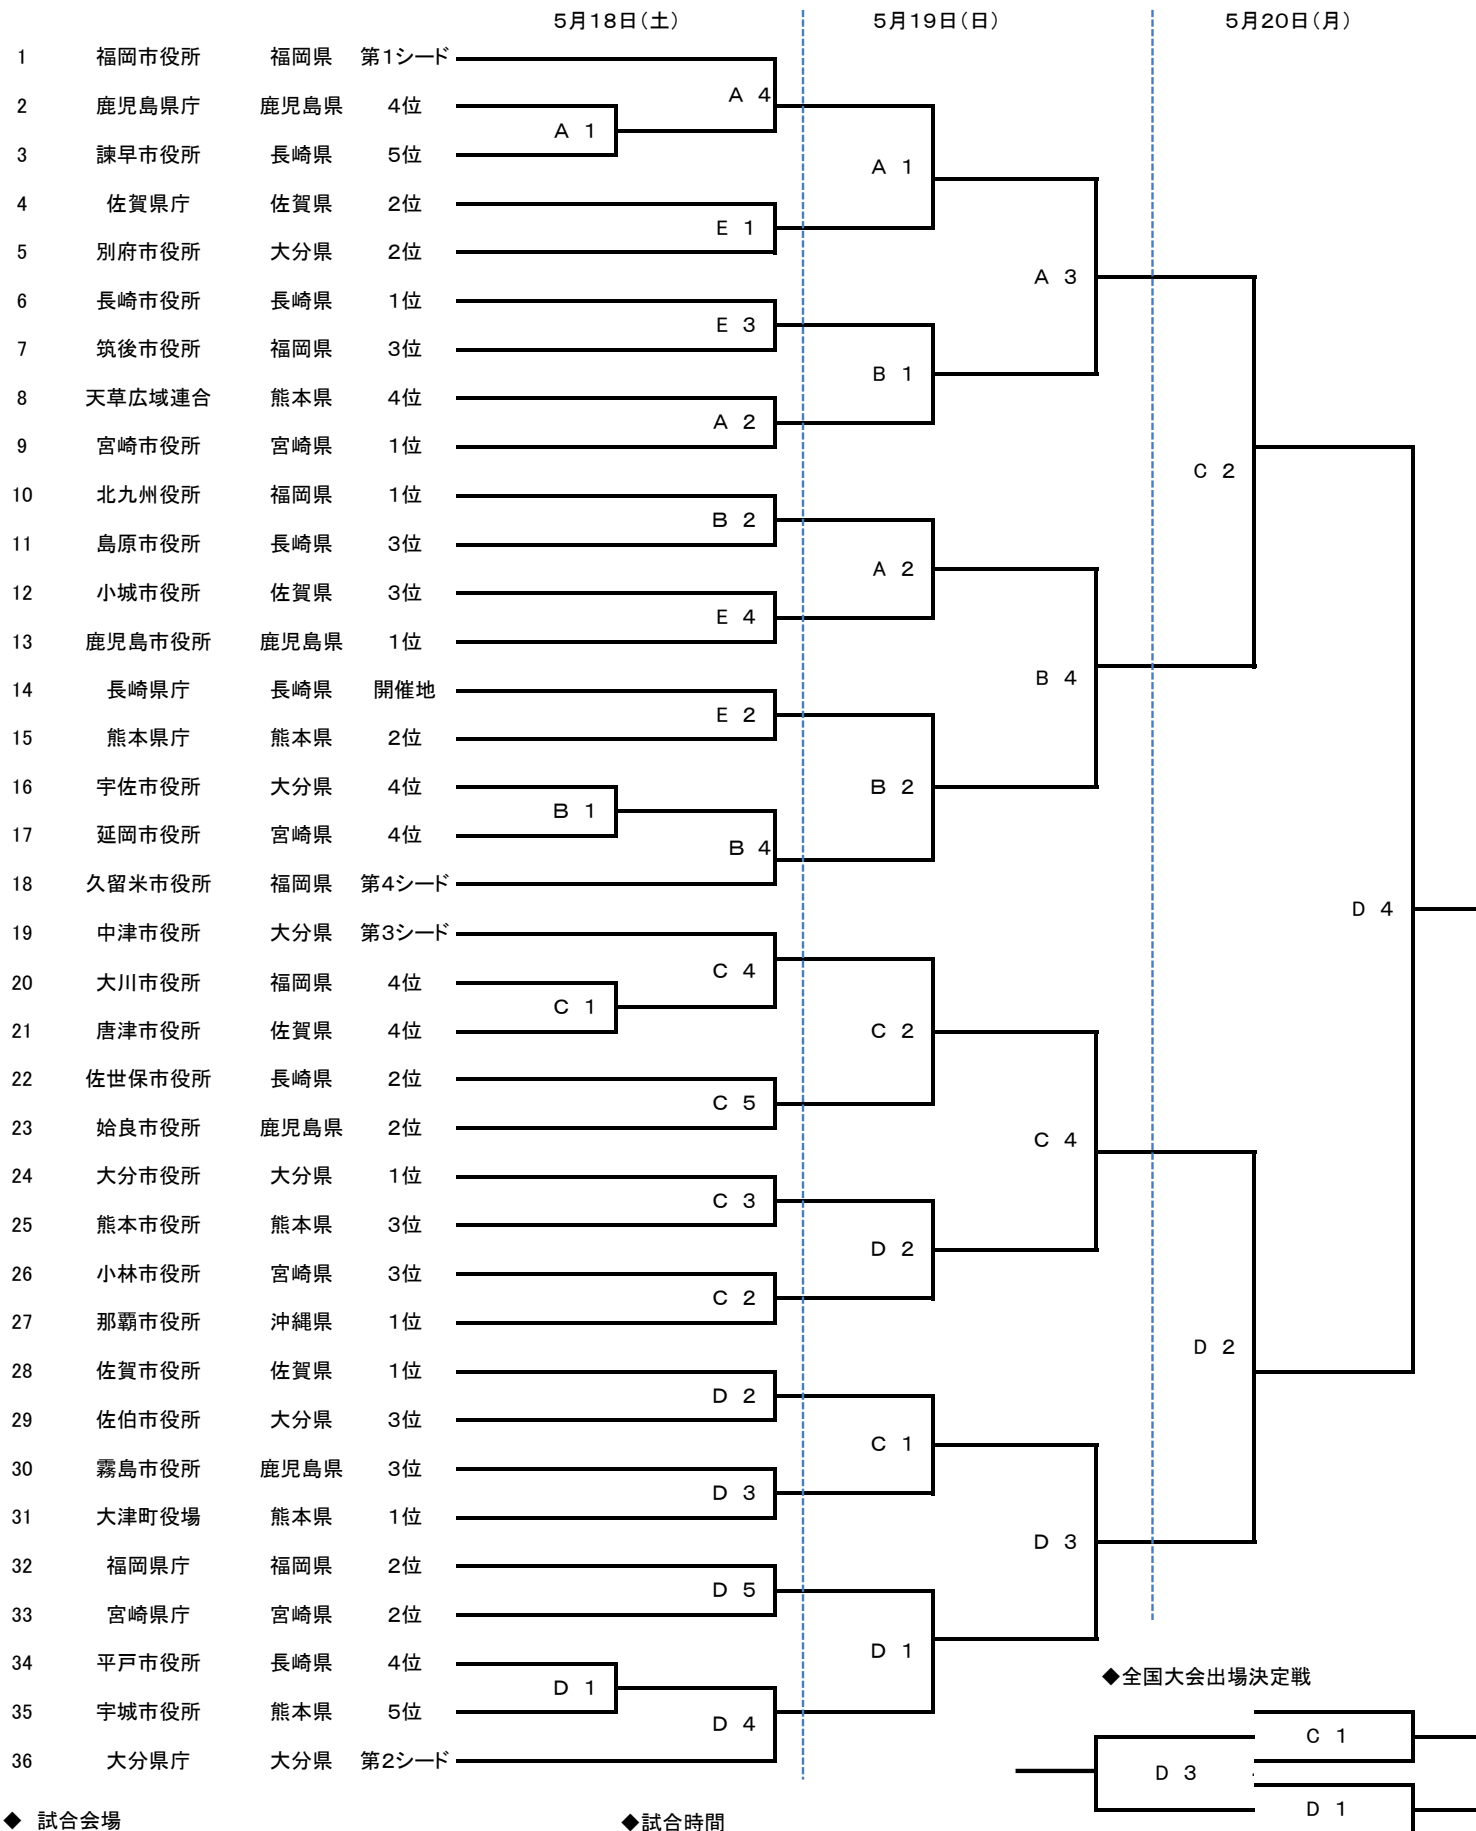 5月18日(土) 5月19日(日) 5月20日(月)
1 福岡市役所 福岡県 第1シード
A 4
2 鹿児島県庁 鹿児島県 4位
A 1
3 諫早市役所 長崎県 5位
A 1
4 佐賀県庁 佐賀県 2位
E 1
5 別府市役所 大分県 2位
A 3
6 長崎市役所 長崎県 1位
E 3
7 筑後市役所 福岡県 3位
B 1
8 天草広域連合 熊本県 4位
A 2
9 宮崎市役所 宮崎県 1位
C 2
10 北九州役所 福岡県 1位
B 2
11 島原市役所 長崎県 3位
A 2
12 小城市役所 佐賀県 3位
E 4
13 鹿児島市役所 鹿児島県 1位
B 4
14 長崎県庁 長崎県 開催地
E 2
15 熊本県庁 熊本県 2位
16 宇佐市役所 大分県 4位
B 2
B 1
17 延岡市役所 宮崎県 4位
B 4
18 久留米市役所 福岡県 第4シード
D 4
19 中津市役所 大分県 第3シード
C 4
20 大川市役所 福岡県 4位
C 1
21 唐津市役所 佐賀県 4位
C 2
22 佐世保市役所 長崎県 2位
C 5
23 姶良市役所 鹿児島県 2位
C 4
24 大分市役所 大分県 1位
C 3
25 熊本市役所 熊本県 3位
D 2
26 小林市役所 宮崎県 3位
C 2
27 那覇市役所 沖縄県 1位
D 2
28 佐賀市役所 佐賀県 1位
D 2
29 佐伯市役所 大分県 3位
C 1
30 霧島市役所 鹿児島県 3位
D 3
31 大津町役場 熊本県 1位
D 3
32 福岡県庁 福岡県 2位
D 5
33 宮崎県庁 宮崎県 2位
D 1
34 平戸市役所 長崎県 4位
◆全国大会出場決定戦
D 1
35 宇城市役所 熊本県 5位
D 4
C 1
36 大分県庁 大分県 第2シード
D 3
D 1
◆ 試合会場 ◆試合時間